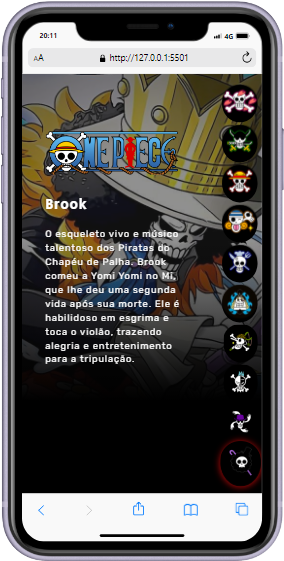 20:11
4G
AA
http://127.0.0.1:5501
ONE PIECE
Brook
O esqueleto vivo e músico
talentoso dos Piratas do
Chapéu de Palha. Brook
comeu a Yomi Yomi no Mi,
que lhe deu uma segunda
vida após sua morte. Ele é
habilidoso em esgrima e
toca o violão, trazendo
alegria e entretenimento
para a tripulação.